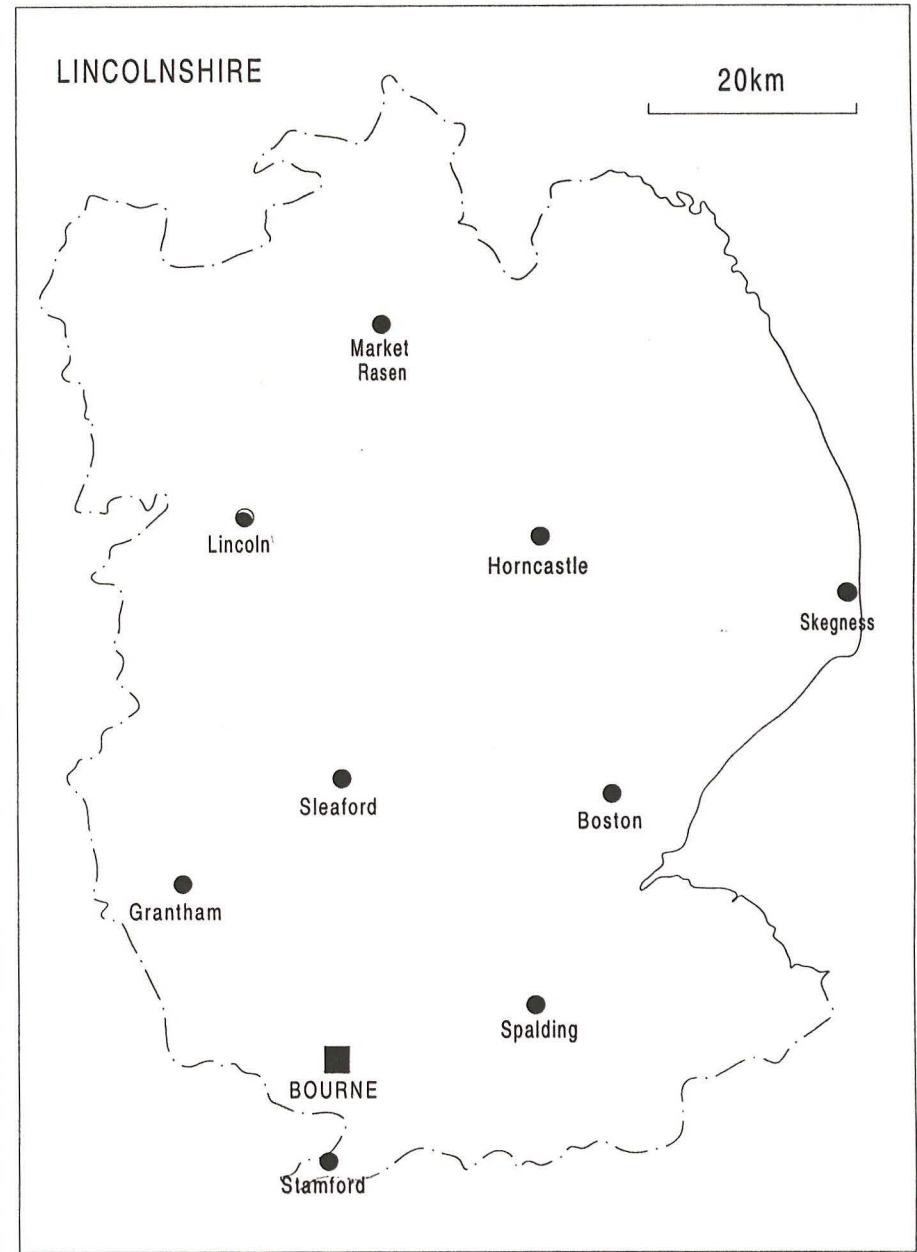 LINCOLNSHIRE
20km
Market
Rasen
Lincoln
Horncastle
Skegness
Sleaford
Boston
Grantham
Spalding
BOURNE
Stamford